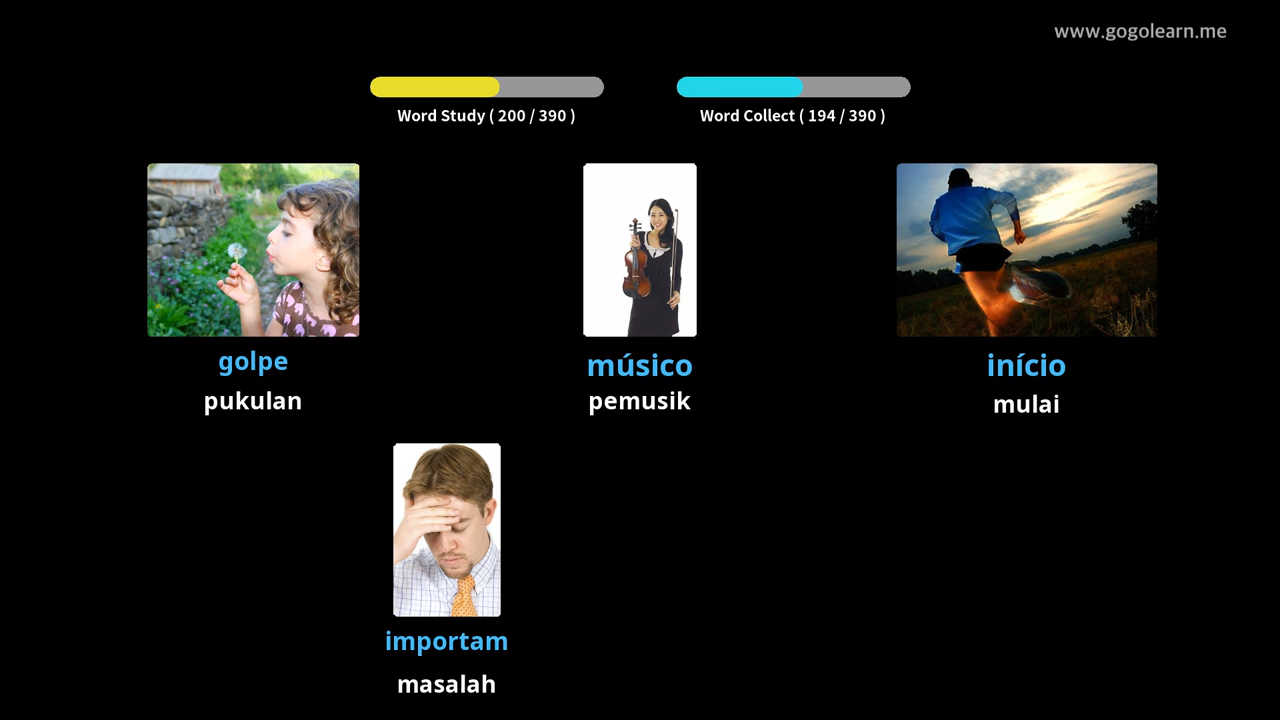 www.gogolearn.me
Word Study ( 200 / 390 )
Word Collect ( 194 / 390 )
golpe
pukulan
músico
pemusik
início
mulai
importam
masalah